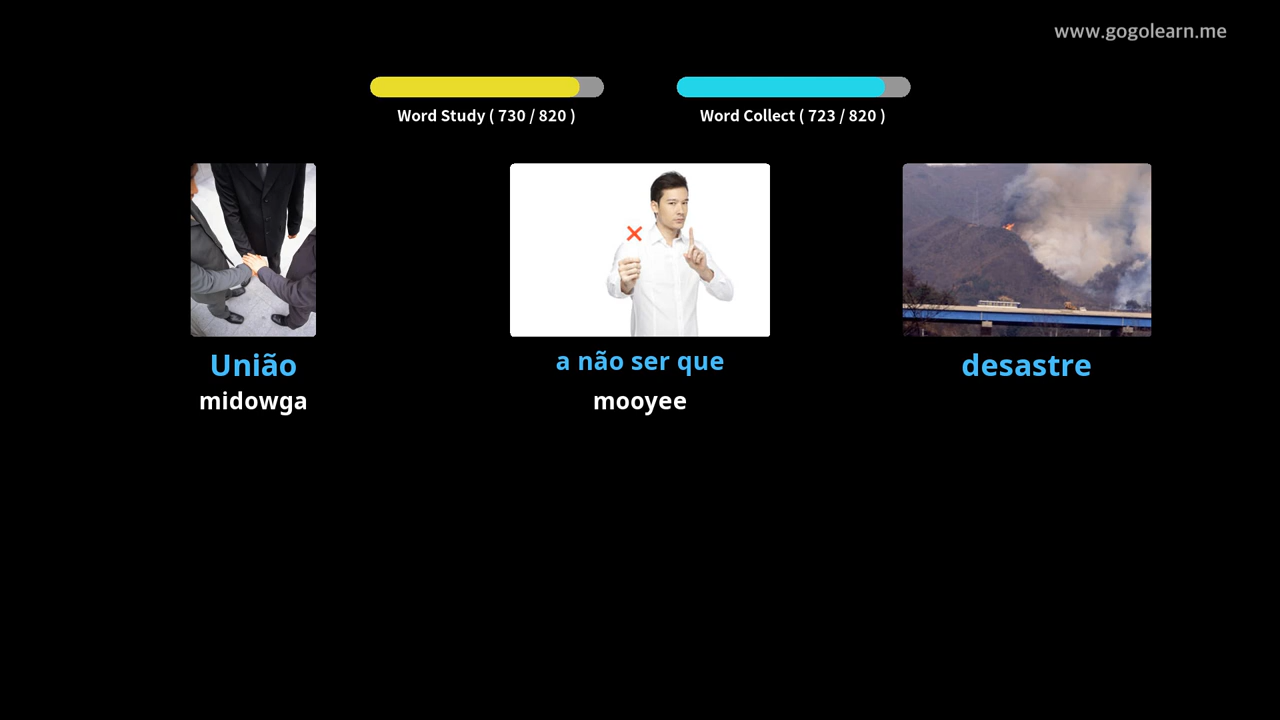 www.gogolearn.me
Word Study ( 730 / 820 )
Word Collect ( 723 / 820 )
União
midowga
a não ser que
mooyee
desastre